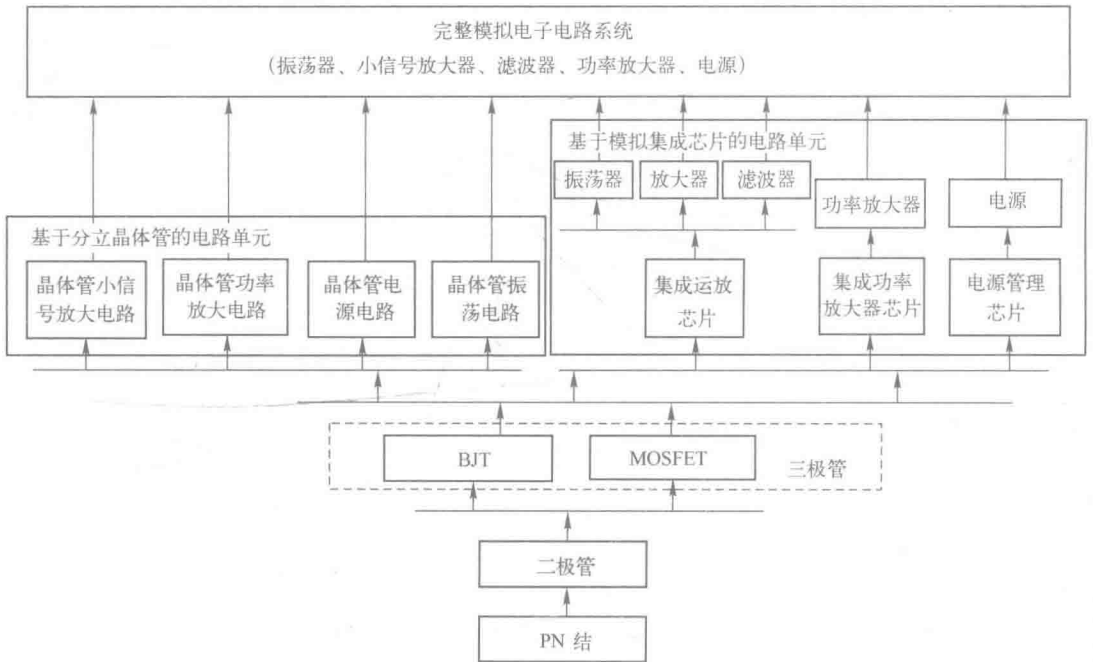 完整模拟电子电路系统
(振荡器、小信号放大器、滤波器、功率放大器、电源)
基于模拟集成芯片的电路单元
振荡器
放大器
滤波器
功率放大器
电源
基于分立晶体管的电路单元
晶体管小信
号放大电路
晶体管功率
放大电路
晶体管电
源电路
晶体管振
荡电路
集成运放
芯片
集成功率
放大器芯片
电源管理
芯片
BJT
MOSFET
三极管
二极管
PN 结